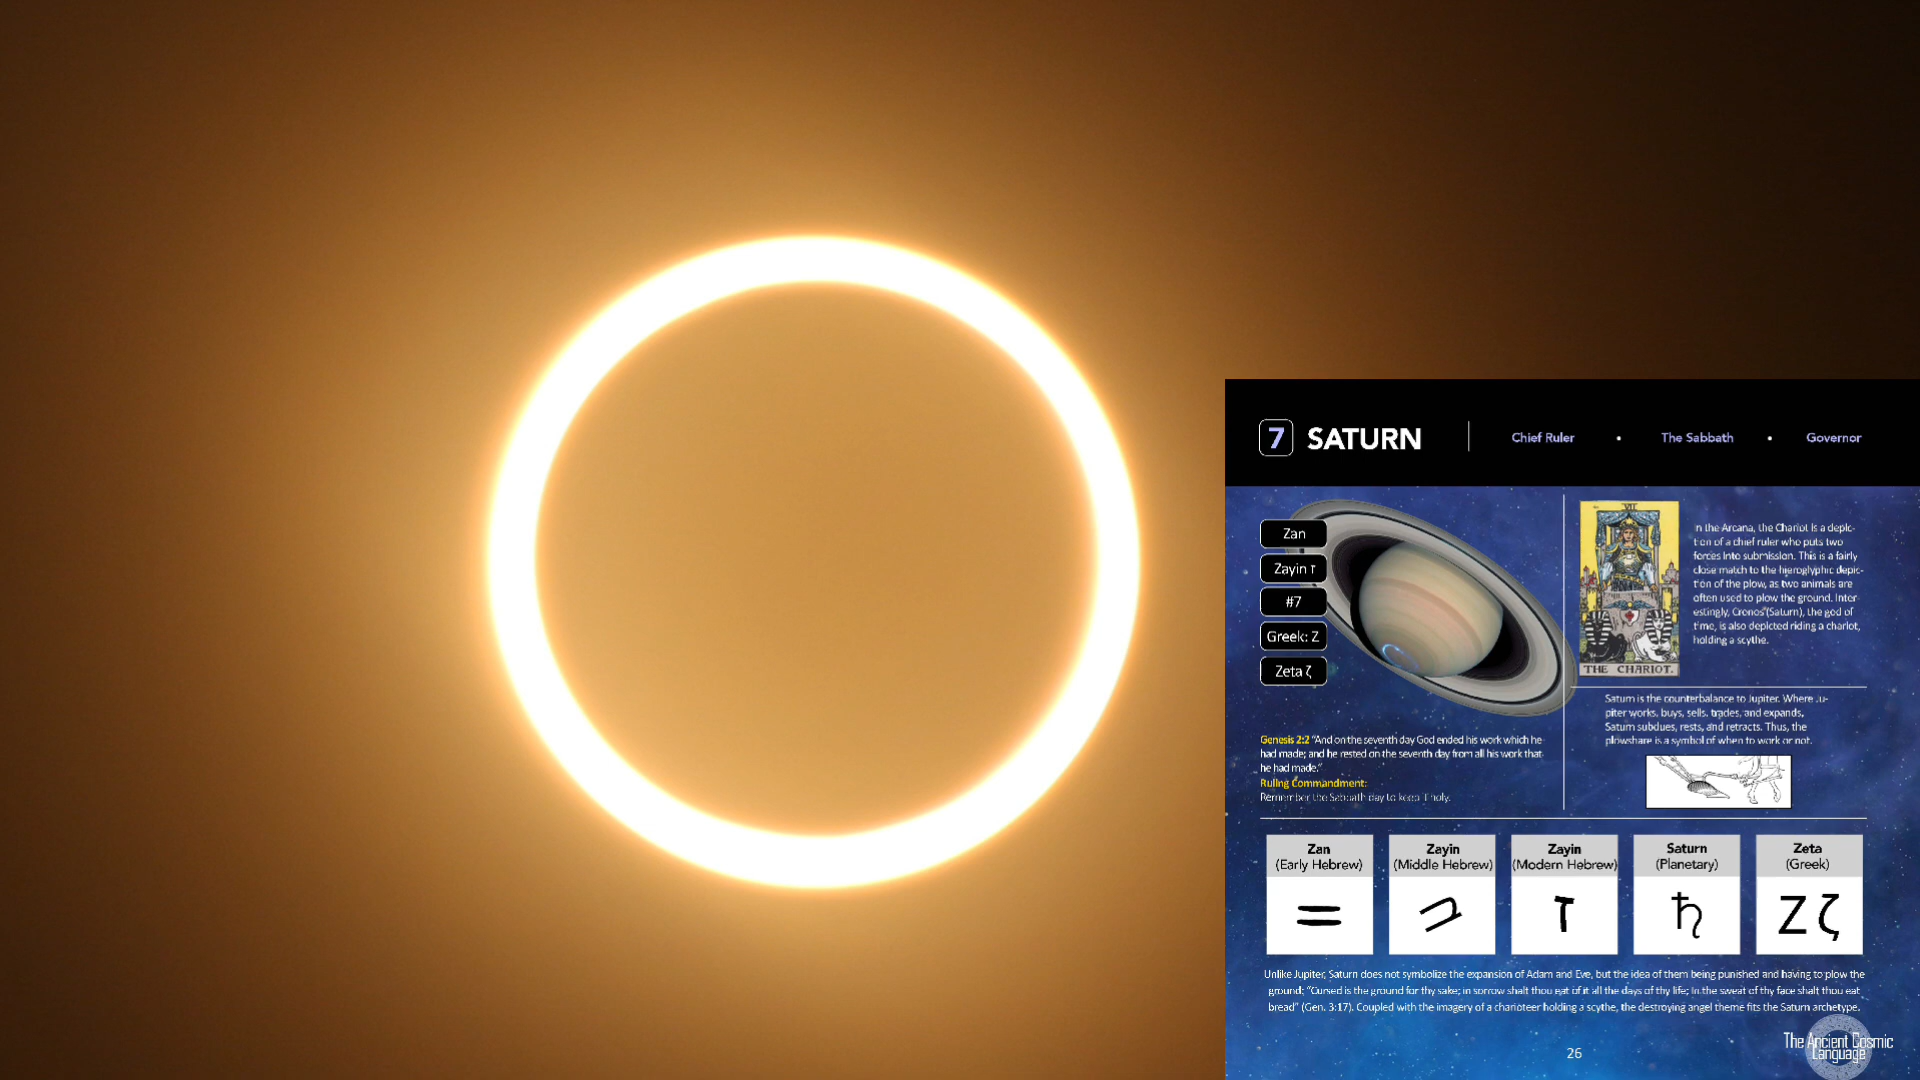 7 SATURN Chief Ruler • The Sabbath • Governor
Zan
Zayin ז
#7
Greek: Z
Zeta ζ
VII
THE CHARIOT.
n the Arcana, the Chariot is a depic-
tion of a chief ruler who puts two
forces into submission. This is a fairly
close match to the hieroglyphic depic-
tion of the plow, as two animals are
often used to plow the ground. Inter-
estingly, Cronos (Saturn), the god of
time, is also depicted riding a chariot,
holding a scythe.
Saturn is the counterbalance to Jupiter. Where Ju-
piter works, buys, sells, trades, and expands,
Saturn subdues, rests, and retracts. Thus, the
plowshare is a symbol of when to work or not.
Genesis 2:2 "And on the seventh day God ended his work which he
had made; and he rested on the seventh day from all his work that
he had made."
Ruling Commandment:
Remember the Sabbath day to keep it holy.
Zan
(Early Hebrew)
Zayin
(Middle Hebrew)
Zayin
(Modern Hebrew)
ז
Saturn
(Planetary)
♄
Zeta
(Greek)
Z ζ
Unlike Jupiter, Saturn does not symbolize the expansion of Adam and Eve, but the idea of them being punished and having to plow the
ground; "Cursed is the ground for thy sake; in sorrow shalt thou eat of it all the days of thy life; In the sweat of thy face shalt thou eat
bread" (Gen. 3:17). Coupled with the imagery of a charioteer holding a scythe, the destroying angel theme fits the Saturn archetype.
26
The Ancient Cosmic
Language